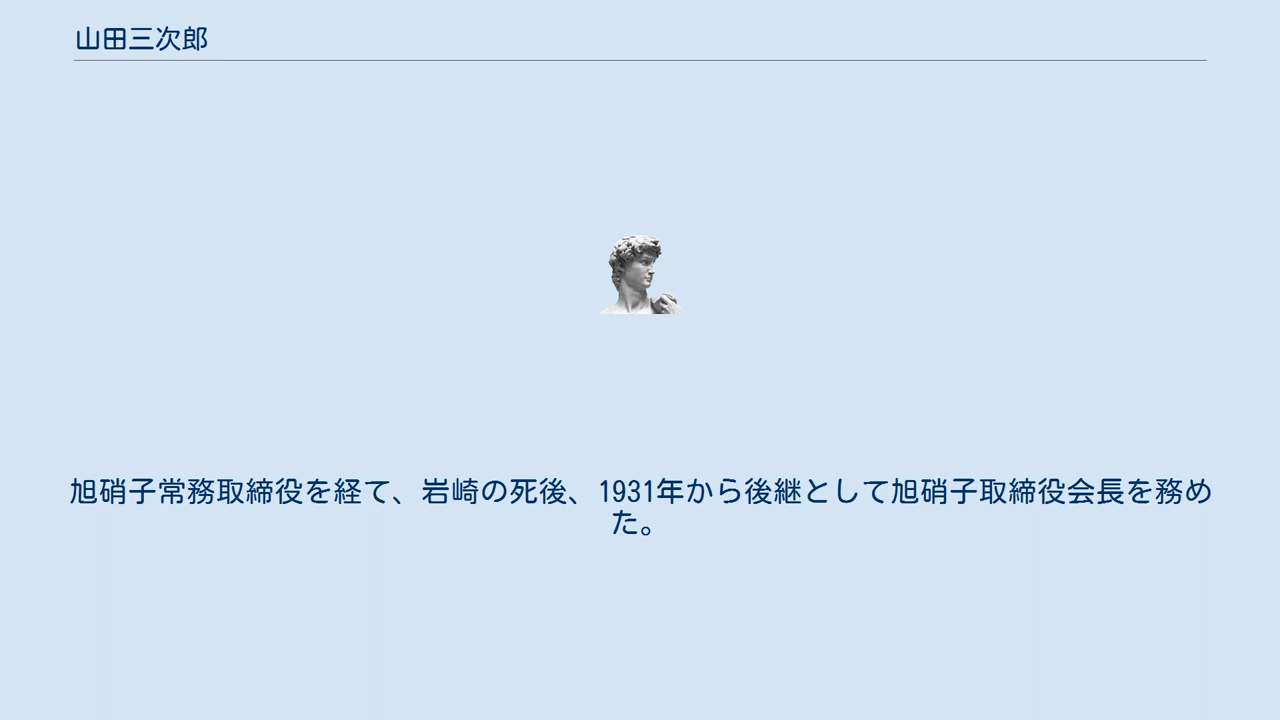 山田三次郎
旭硝子常務取締役を経て、岩崎の死後、1931年から後継として旭硝子取締役会長を務め
た。